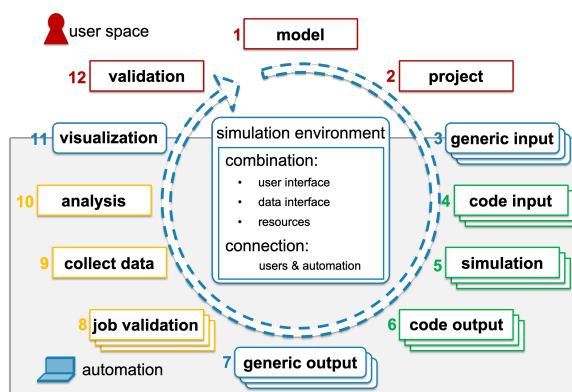 user space
1 model
12 validation
2 project
11 visualization
simulation environment
3 generic input
combination:
• user interface
• data interface
• resources
connection:
users & automation
10 analysis
4 code input
9 collect data
5 simulation
8 job validation
6 code output
7 generic output
automation